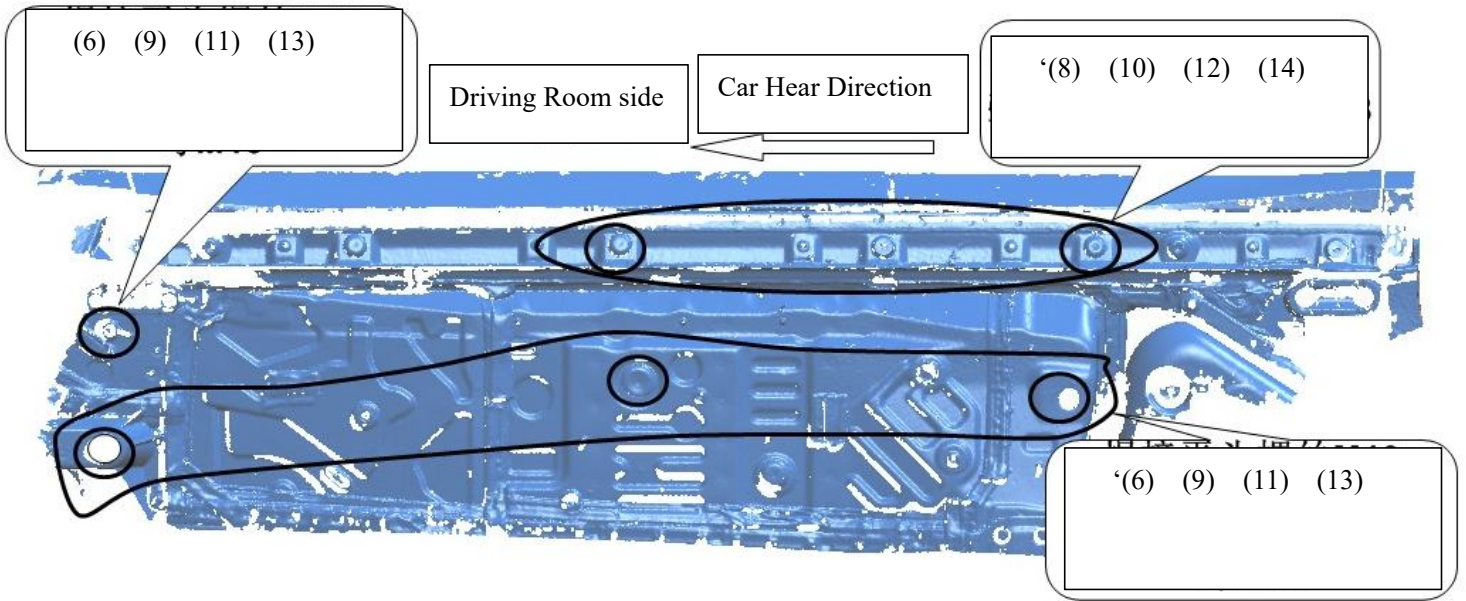 (6) (9) (11) (13)
Driving Room side
Car Hear Direction
‘(8) (10) (12) (14)
‘(6) (9) (11) (13)